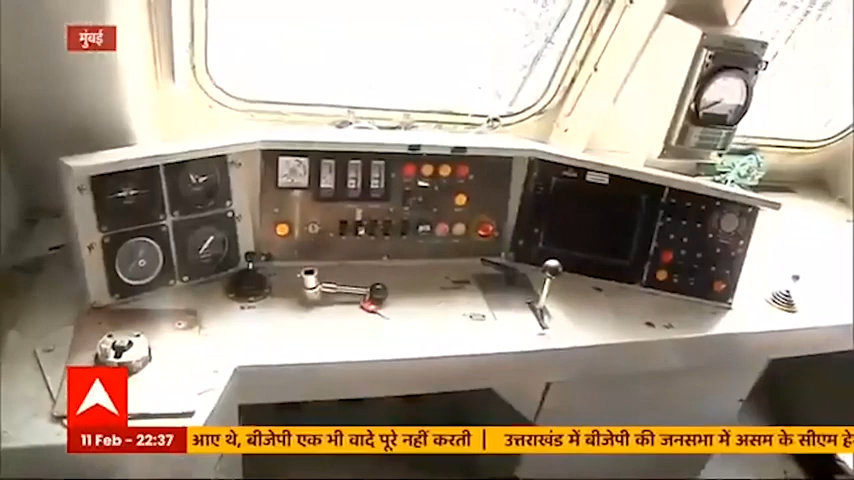 मुंबई
11 Feb - 22:37
आए थे, बीजेपी एक भी वादे पूरे नहीं करती | उत्तराखंड में बीजेपी की जनसभा में असम के सीएम हे